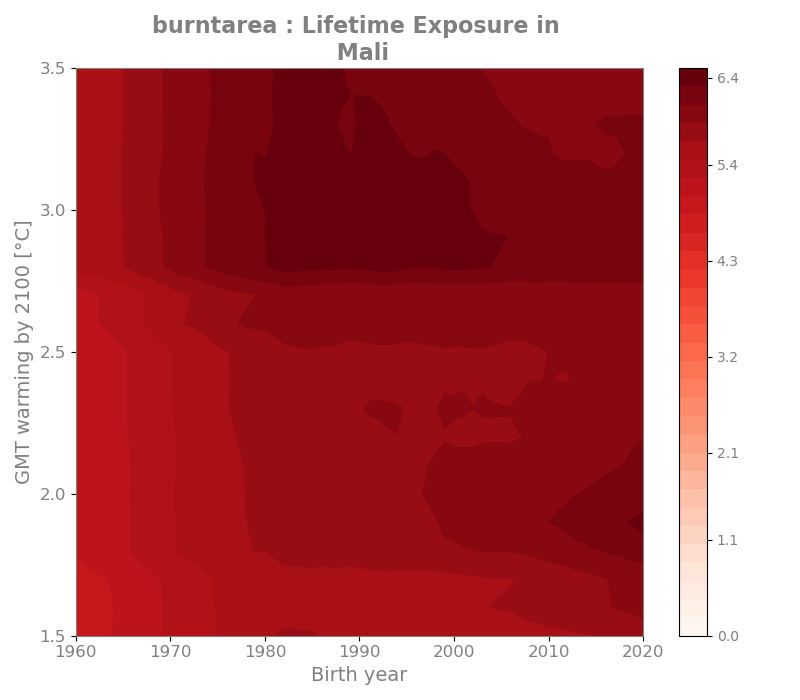 burntarea : Lifetime Exposure in
Mali
GMT warming by 2100 [°C]
3.5
3.0
2.5
2.0
1.5
1960 1970 1980 1990 2000 2010 2020
Birth year
6.4
5.4
4.3
3.2
2.1
1.1
0.0